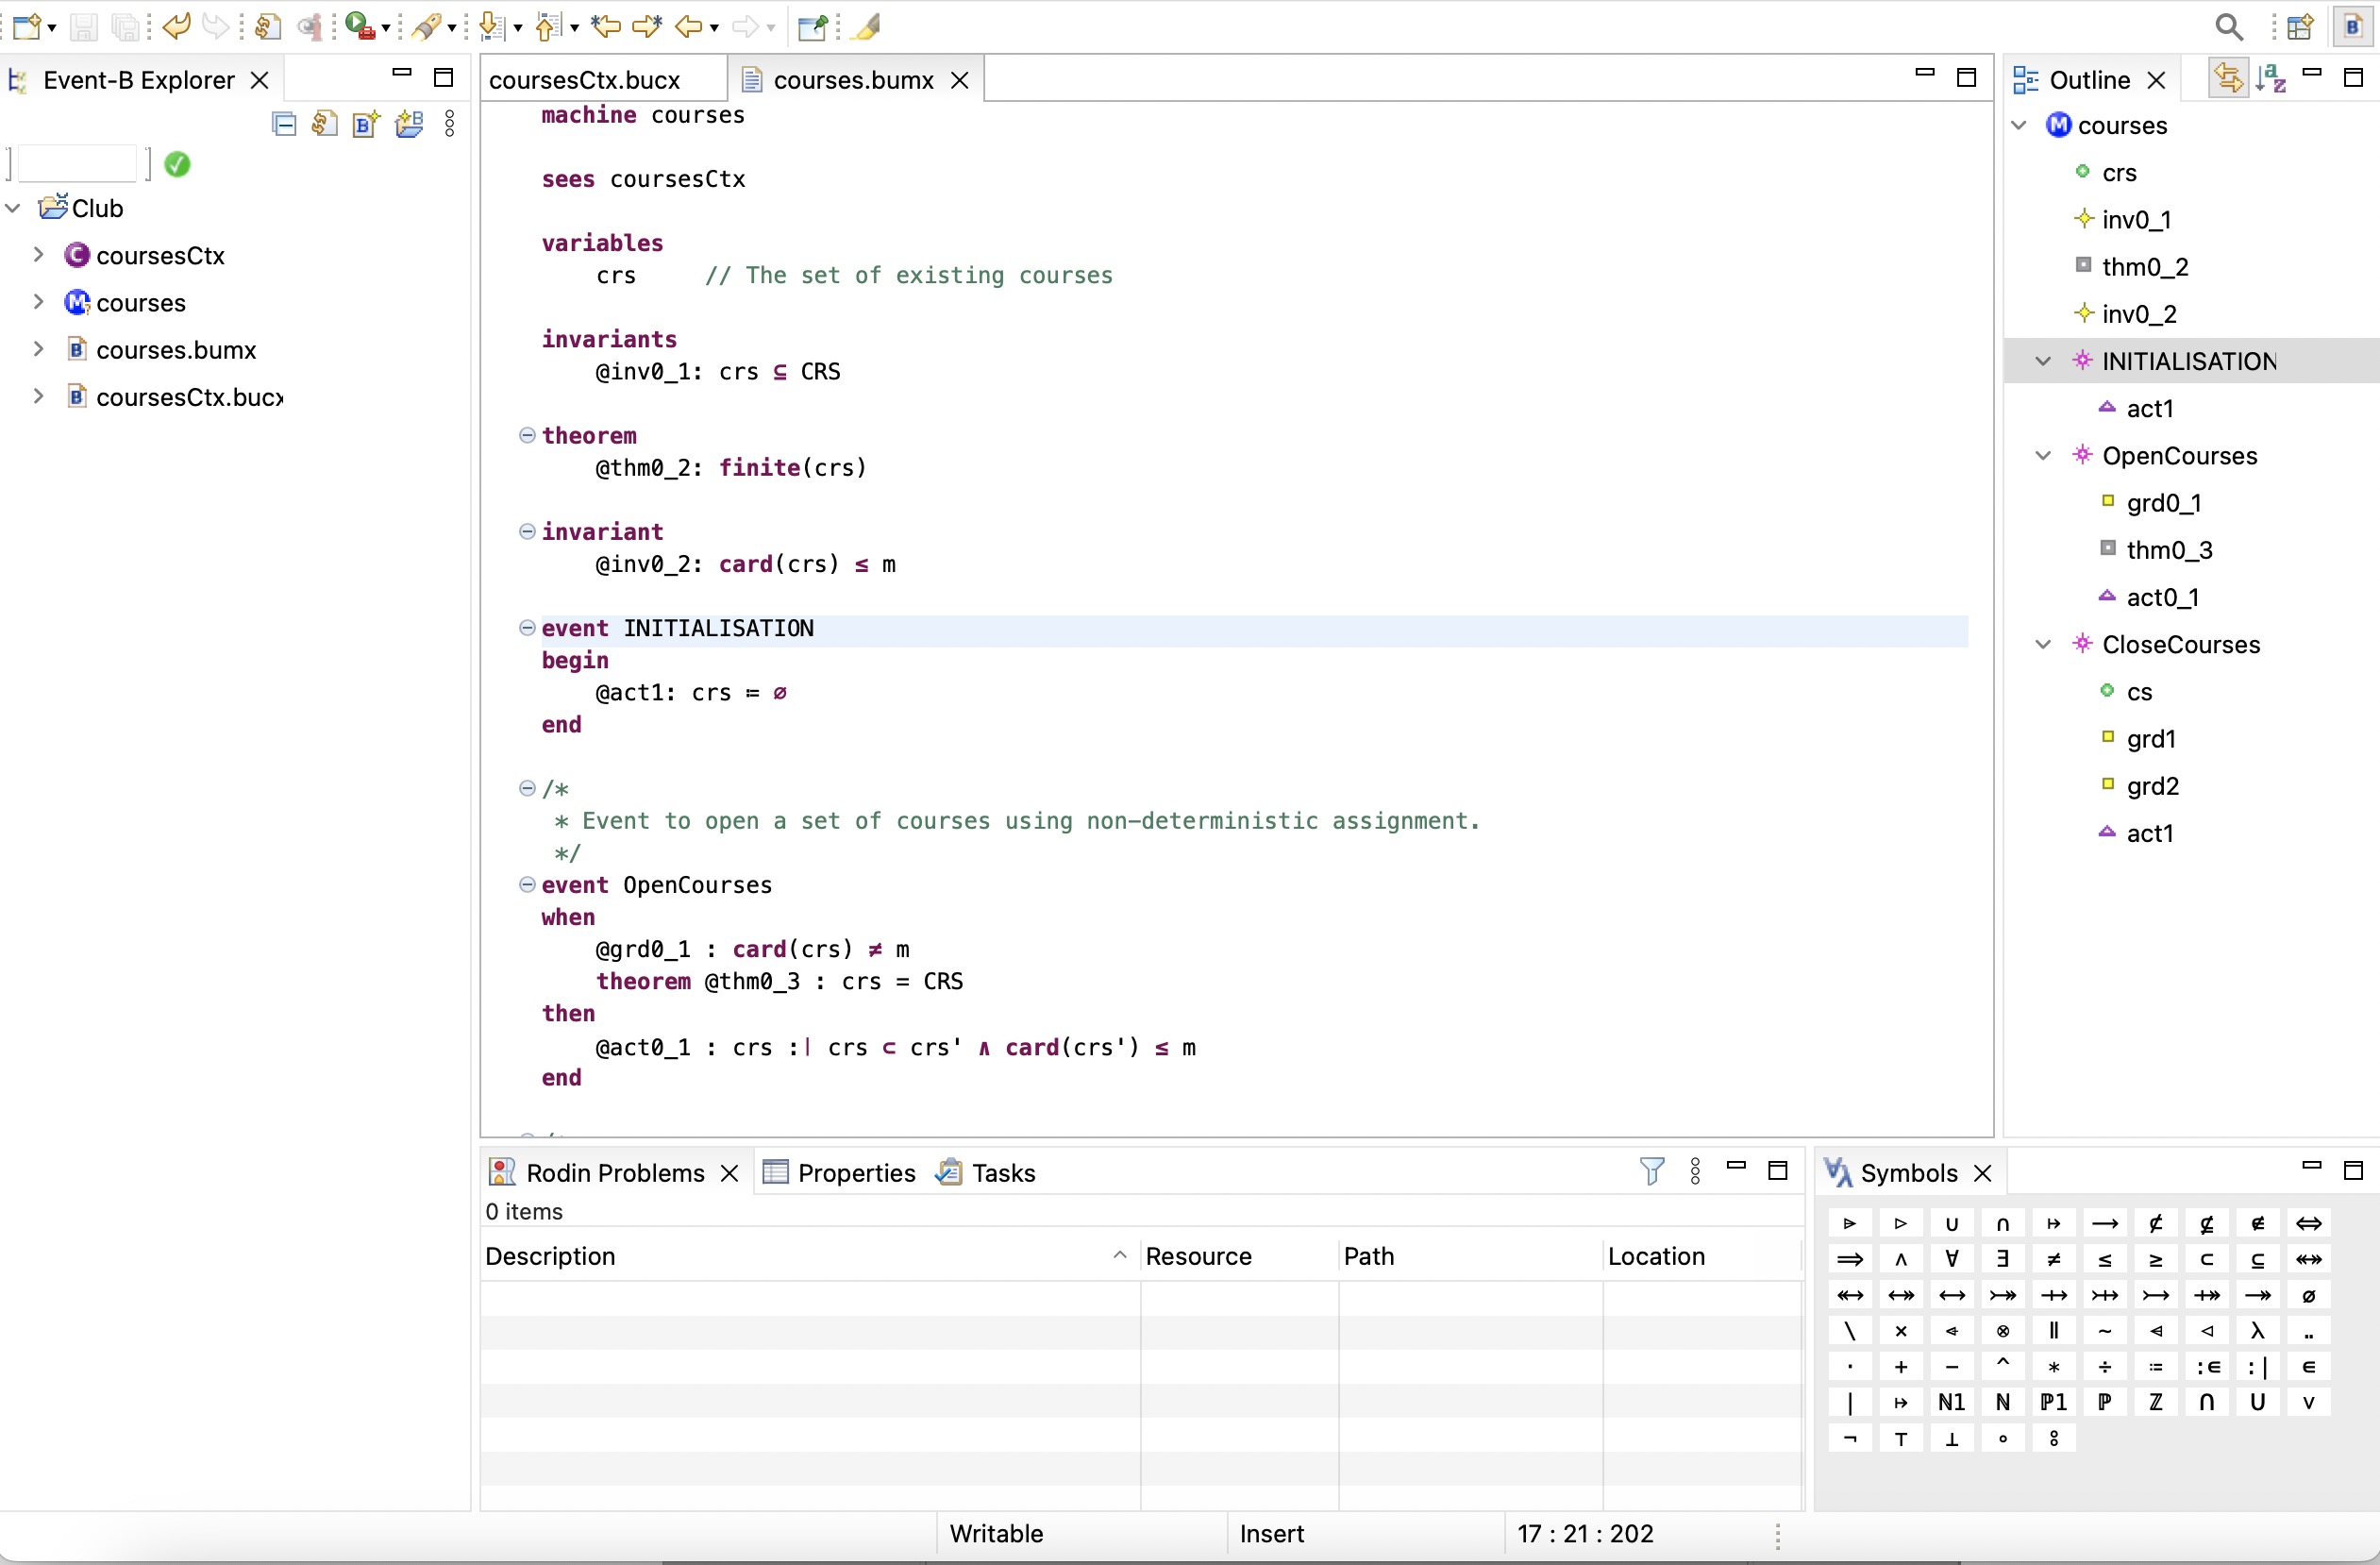 Event-B Explorer
Club
coursesCtx
courses
courses.bumx
coursesCtx.bucx
coursesCtx.bucx
courses.bumx
machine courses
sees coursesCtx
variables
crs // The set of existing courses
invariants
@inv0_1: crs ⊆ CRS
theorem
@thm0_2: finite(crs)
invariant
@inv0_2: card(crs) ≤ m
event INITIALISATION
begin
@act1: crs ≔ ∅
end
/*
* Event to open a set of courses using non-deterministic assignment.
*/
event OpenCourses
when
@grd0_1 : card(crs) ≠ m
theorem @thm0_3 : crs = CRS
then
@act0_1 : crs :∣ crs ⊂ crs' ∧ card(crs') ≤ m
end
Outline
courses
crs
inv0_1
thm0_2
inv0_2
INITIALISATION
act1
OpenCourses
grd0_1
thm0_3
act0_1
CloseCourses
cs
grd1
grd2
act1
Rodin Problems Properties Tasks
0 items
Description Resource Path Location
Symbols
⩥ ▷ ∪ ∩ ↦ → ⊄ ⊈ ∉ ⇔
⇒ ∧ ∀ ∃ ≠ ≤ ≥ ⊂ ⊆
↔ ⤖ ⇸ ⤔ ↣ ⤀ ↠ ∅
\ × ⊗ ∥ ∼ ⩤ ◁ λ ‥
· + − ^ ∗ ÷ ≔ :∈ :∣ ∈
∣ ↦ ℕ1 ℕ ℙ1 ℙ ℤ ⋂ ⋃ ∨
¬ ⊤ ⊥ ∘
Writable Insert 17 : 21 : 202